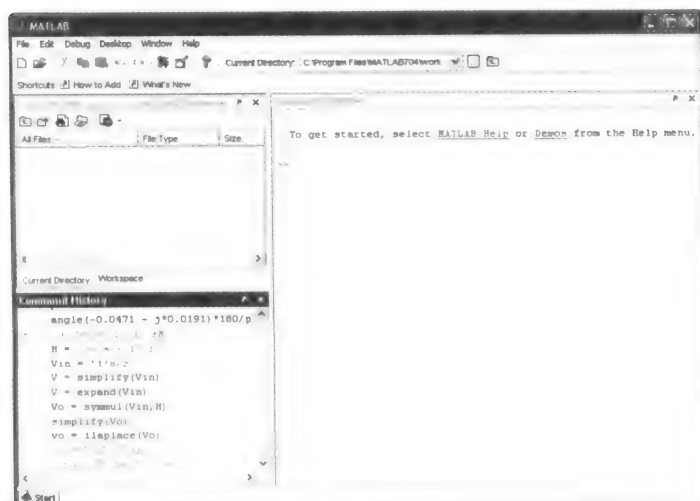 MATLAB
File Edit Debug Desktop Window Help
Current Directory: C:\Program Files\MATLAB704\work
Shortcuts How to Add What's New
All Files File Type Size
To get started, select MATLAB Help or Demos from the Help menu.
>>
Current Directory Workspace
Command History
angle(-0.0471 - j*0.0191)*180/p
H =
Vin =
V = simplify(Vin)
V = expand(Vin)
Vo = symmul(Vin,H)
simplify(Vo)
vo = ilaplace(Vo)
Start